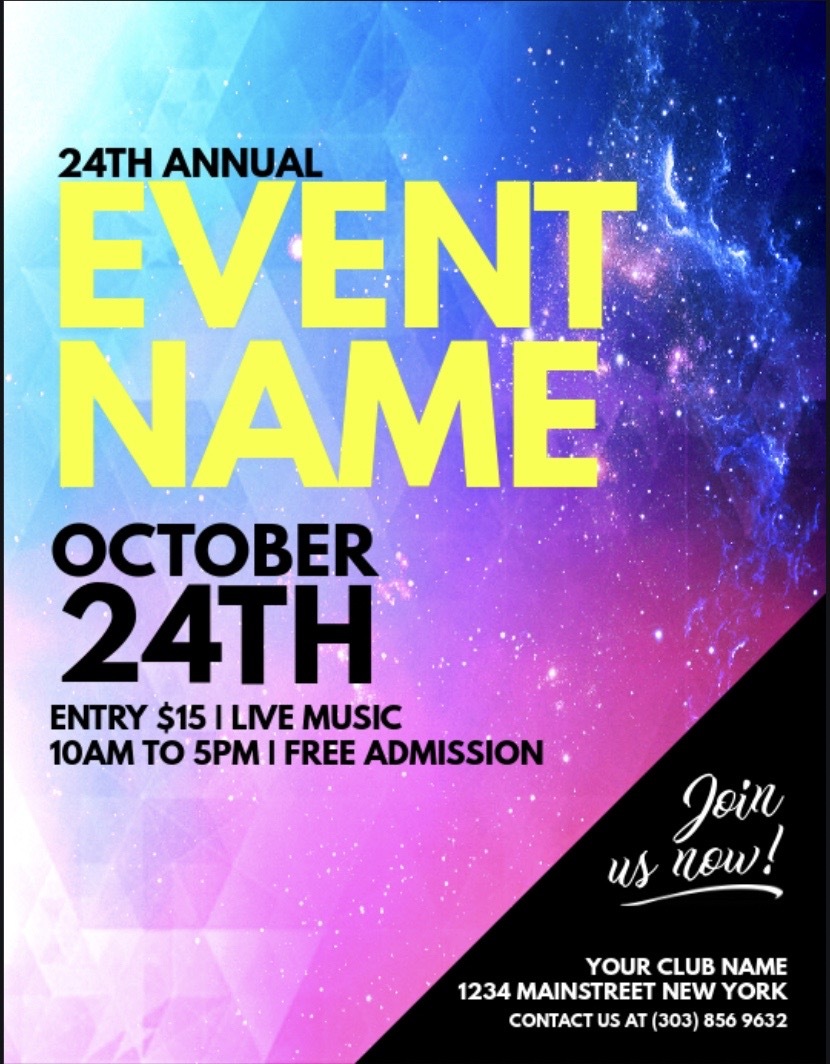 24TH ANNUAL
EVENT
NAME
OCTOBER
24TH
ENTRY $15 | LIVE MUSIC
10AM TO 5PM | FREE ADMISSION
Join
us now!
YOUR CLUB NAME
1234 MAINSTREET NEW YORK
CONTACT US AT (303) 856 9632